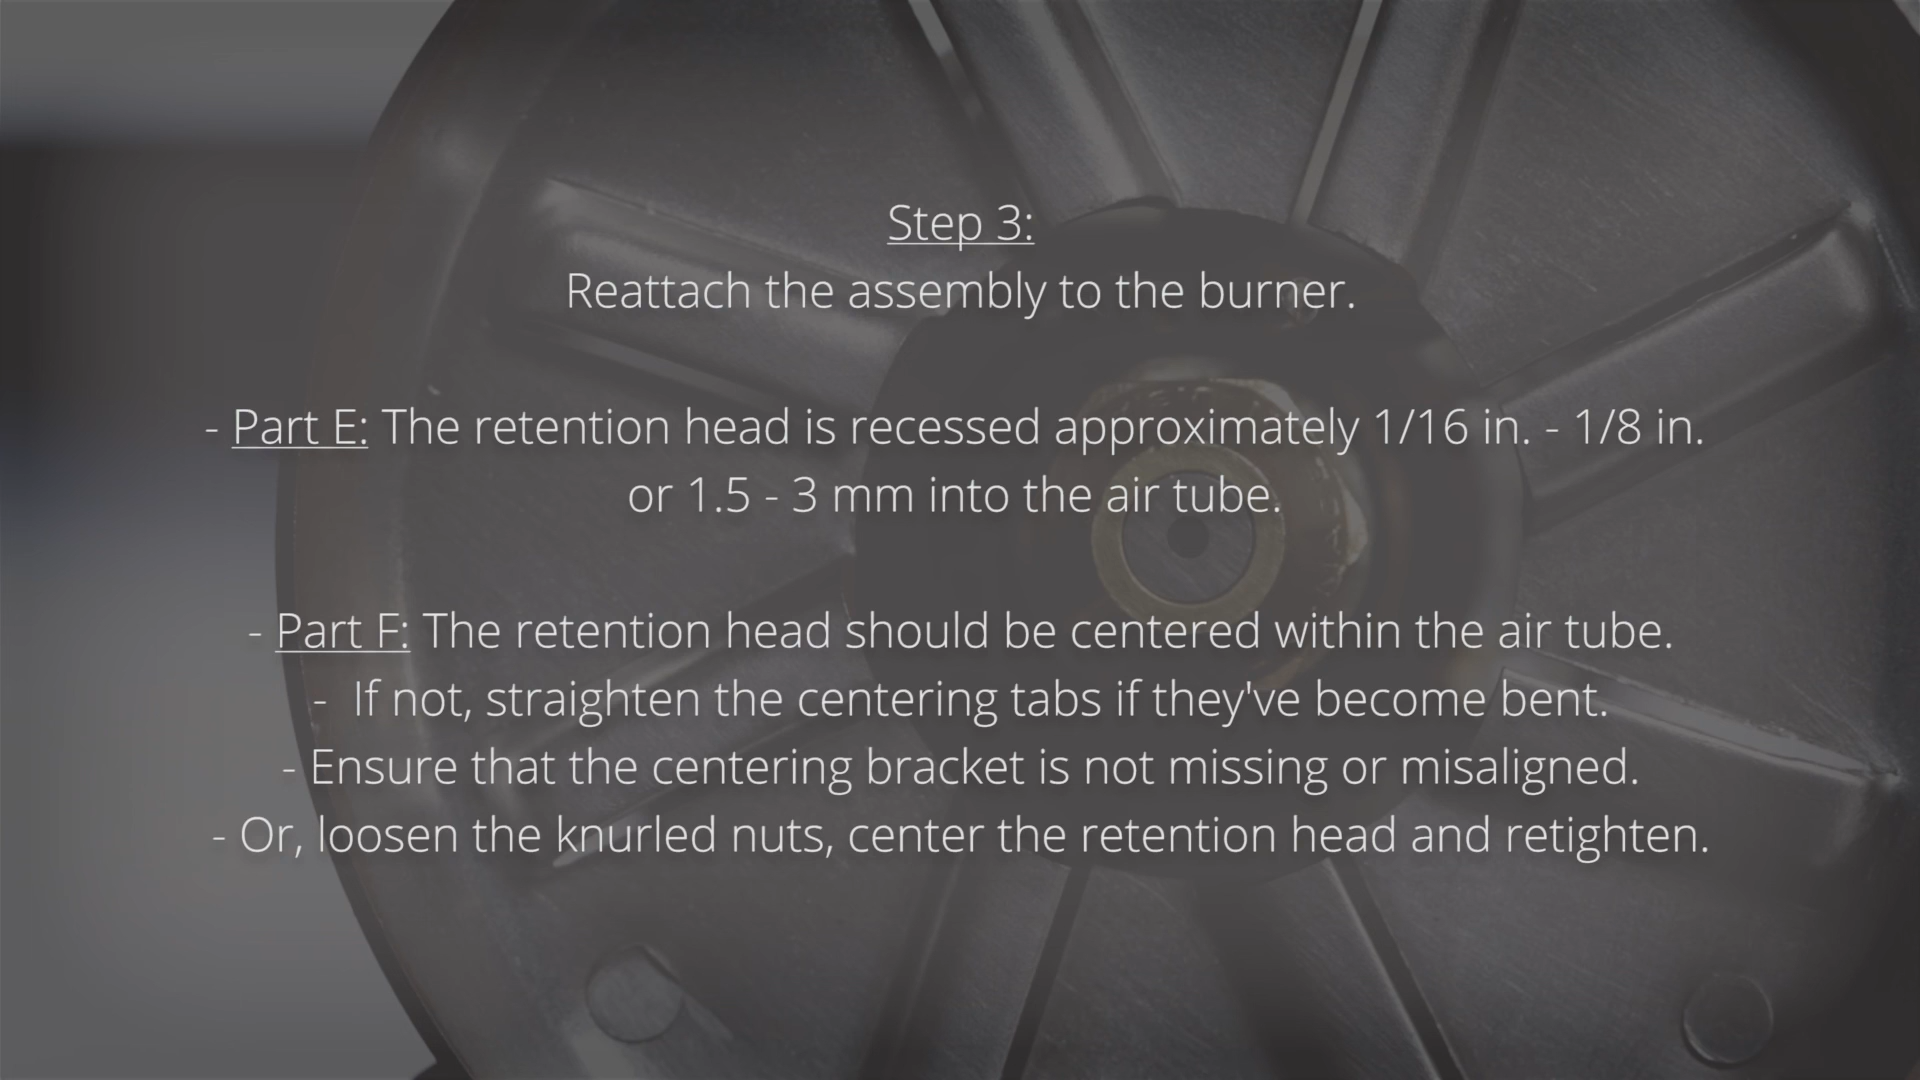 Step 3:
Reattach the assembly to the burner.
- Part E: The retention head is recessed approximately 1/16 in. - 1/8 in.
or 1.5 - 3 mm into the air tube.
- Part F: The retention head should be centered within the air tube.
- If not, straighten the centering tabs if they've become bent.
- Ensure that the centering bracket is not missing or misaligned.
- Or, loosen the knurled nuts, center the retention head and retighten.